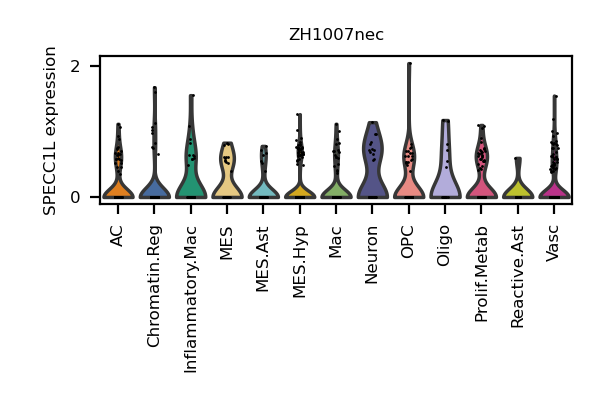 ZH1007nec
SPECC1L expression
2
0
AC
Chromatin.Reg
Inflammatory.Mac
MES
MES.Ast
MES.Hyp
Mac
Neuron
OPC
Oligo
Prolif.Metab
Reactive.Ast
Vasc